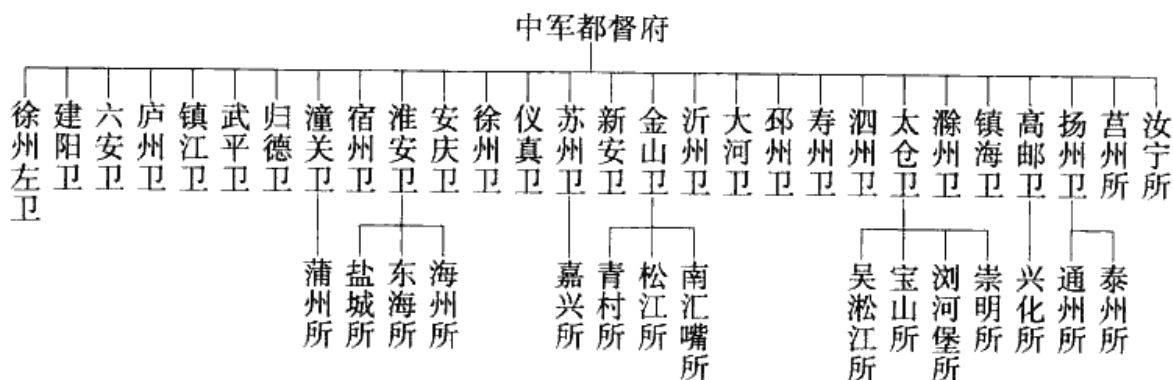 中军都督府
徐州左卫
建阳卫
六安卫
庐州卫
镇江卫
武平卫
归德卫
潼关卫
宿州卫
淮安卫
安庆卫
徐州卫
仪真卫
苏州卫
新安卫
金山卫
沂州卫
大河卫
邳州卫
寿州卫
泗州卫
太仓卫
滁州卫
镇海卫
高邮卫
扬州卫
莒州所
汝宁所
蒲州所
盐城所
东海所
海州所
嘉兴所
青村所
松江所
南汇嘴所
吴淞江所
宝山所
浏河堡所
崇明所
兴化所
通州所
泰州所